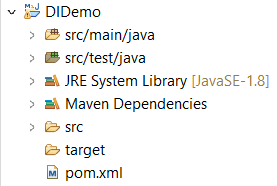 DIDemo
src/main/java
src/test/java
JRE System Library [JavaSE-1.8]
Maven Dependencies
src
target
pom.xml